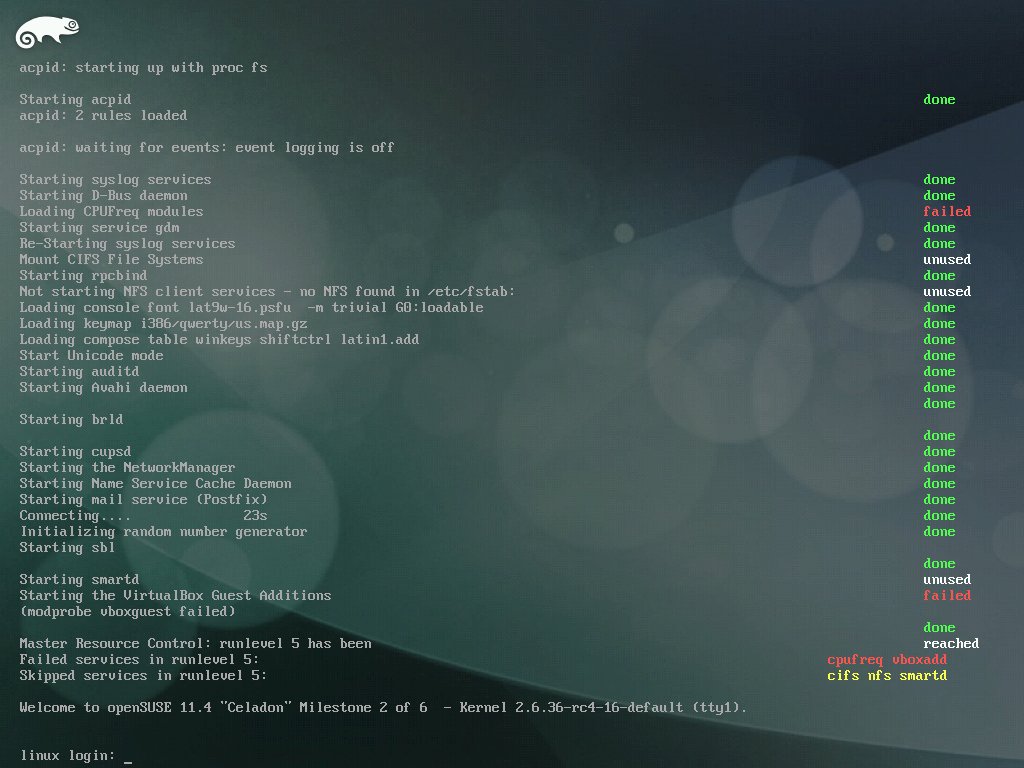 acpid: starting up with proc fs
Starting acpid done
acpid: 2 rules loaded
acpid: waiting for events: event logging is off
Starting syslog services done
Starting D-Bus daemon done
Loading CPUFreq modules failed
Starting service gdm done
Re-Starting syslog services done
Mount CIFS File Systems unused
Starting rpcbind done
Not starting NFS client services - no NFS found in /etc/fstab: unused
Loading console font lat9w-16.psfu  -m trivial G0:loadable done
Loading keymap i386/qwerty/us.map.gz done
Loading compose table winkeys shiftctrl latin1.add done
Start Unicode mode done
Starting auditd done
Starting Avahi daemon done
done
Starting brld
done
Starting cupsd done
Starting the NetworkManager done
Starting Name Service Cache Daemon done
Starting mail service (Postfix) done
Connecting.... 23s done
Initializing random number generator done
Starting sbl
done
Starting smartd unused
Starting the VirtualBox Guest Additions failed
(modprobe vboxguest failed)
done
Master Resource Control: runlevel 5 has been reached
Failed services in runlevel 5: cpufreq vboxadd
Skipped services in runlevel 5: cifs nfs smartd
Welcome to openSUSE 11.4 "Celadon" Milestone 2 of 6  - Kernel 2.6.36-rc4-16-default (tty1).
linux login: _